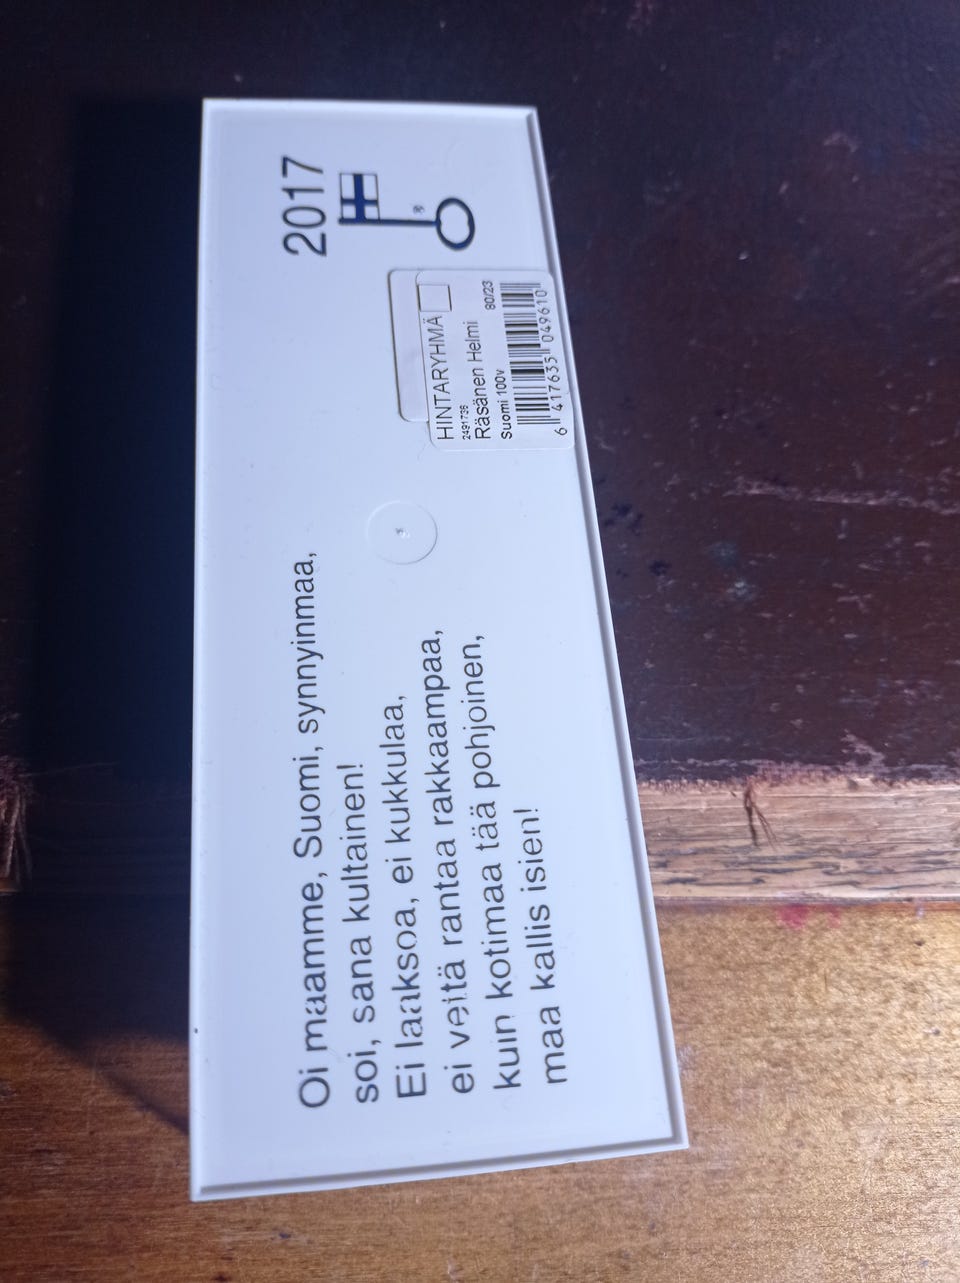 Oi maamme, Suomi, synnyinmaa,
soi, sana kultainen!
Ei laaksoa, ei kukkulaa,
ei vettä rantaa rakkaampaa,
kuin kotimaa tää pohjoinen,
maa kallis isien!
2017
®
HINTARYHMÄ
2491736
Räsänen Helmi
Suomi 100v 80/23
6 417635 049610